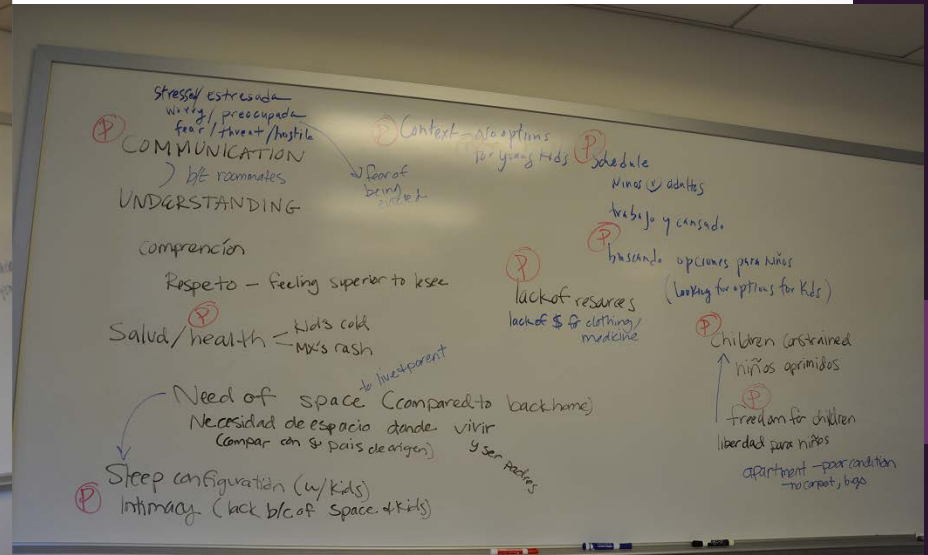 stressed/estresada
worry/preocupada
fear/threat/hostile
P COMMUNICATION
b/t roommates
UNDERSTANDING
fear of
being
comprención
Respeto - feeling superior to lesee
P
Salud/health - Kid's cold
- MX's rash
to live + parent
Need of space (compared to back home)
Necesidad de espacio donde vivir
y ser Padres
(compar con su pais de origen)
Sleep configuration (w/kids)
P Intimacy (lack b/c of space & kids)
P Context - No options
for young kids
P Schedule
Ninos y adultos
trabajo y cansado
P
buscando opciones para Niños
(looking for options for Kids)
P
lack of resources
lack of $ for clothing/
medicine
P
Children constrained
niños oprimidos
P
freedom for children
liberdad para niños
apartment - poor condition
- no carpet, bugs